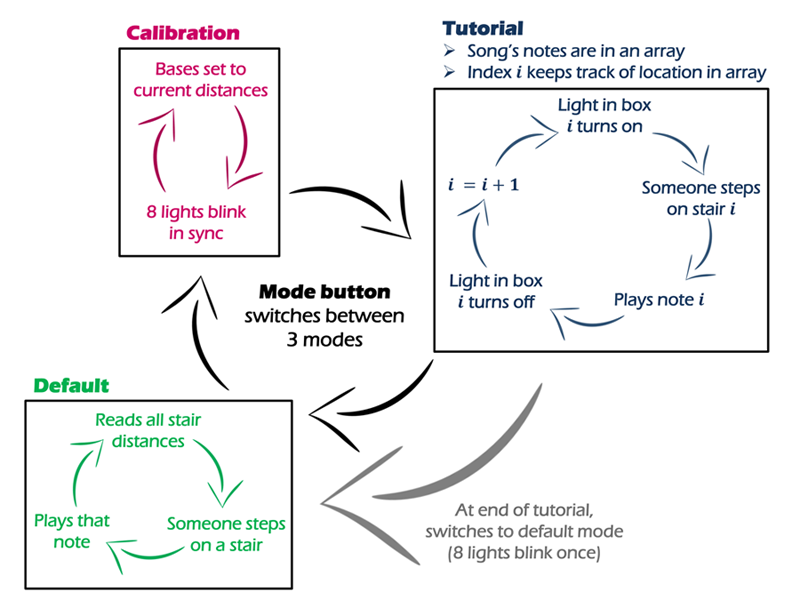 Calibration
Bases set to
current distances
8 lights blink
in sync
Tutorial
➢ Song's notes are in an array
➢ Index i keeps track of location in array
Light in box
i turns on
Someone steps
on stair i
Plays note i
Light in box
i turns off
i = i + 1
Mode button
switches between
3 modes
Default
Reads all stair
distances
Someone steps
on a stair
Plays that
note
At end of tutorial,
switches to default mode
(8 lights blink once)